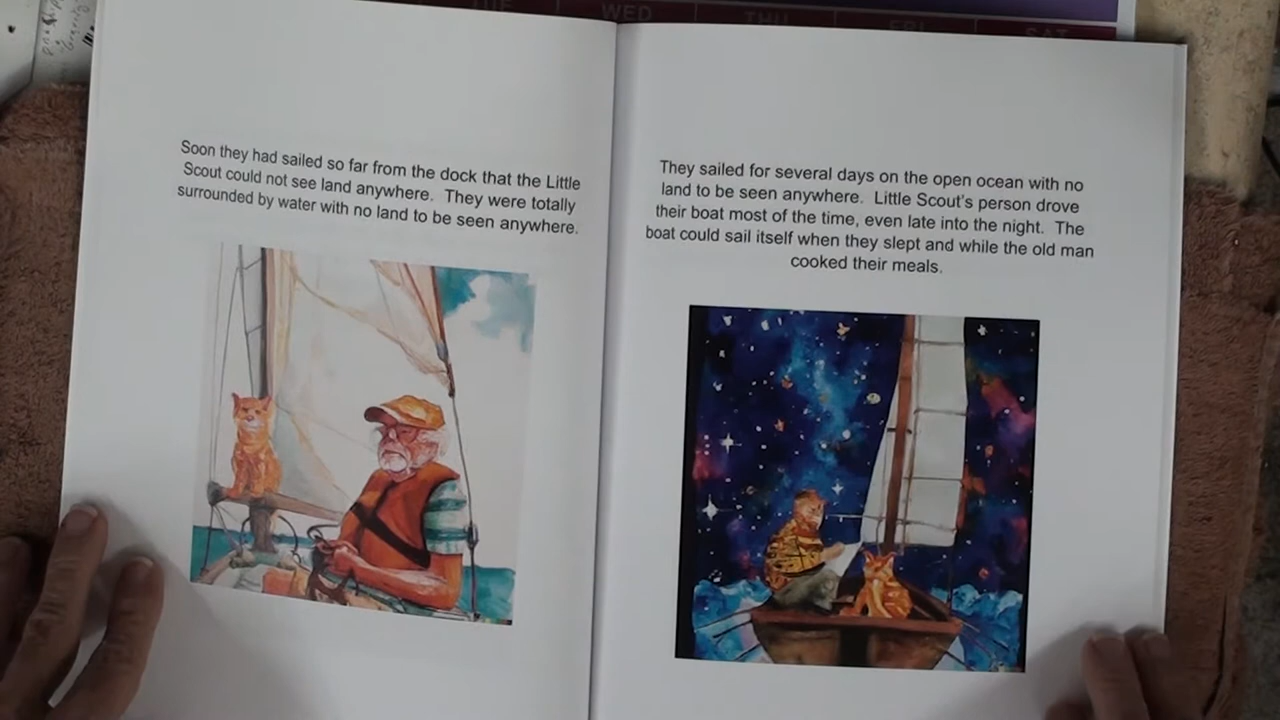 WED
THU
FRI
SAT
Soon they had sailed so far from the dock that the Little
Scout could not see land anywhere. They were totally
surrounded by water with no land to be seen anywhere.
They sailed for several days on the open ocean with no
land to be seen anywhere. Little Scout's person drove
their boat most of the time, even late into the night. The
boat could sail itself when they slept and while the old man
cooked their meals.